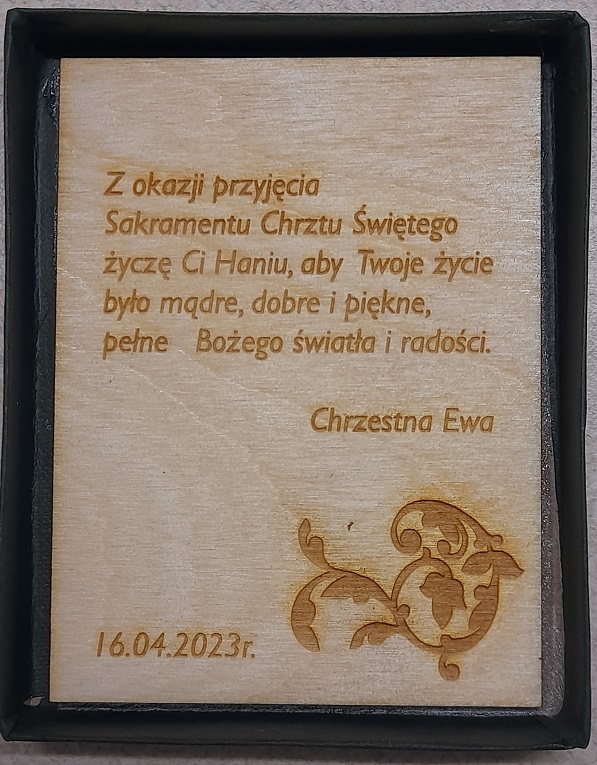 Z okazji przyjęcia
Sakramentu Chrztu Świętego
życzę Ci Haniu, aby Twoje życie
było mądre, dobre i piękne,
pełne Bożego światła i radości.
Chrzestna Ewa
16.04.2023r.